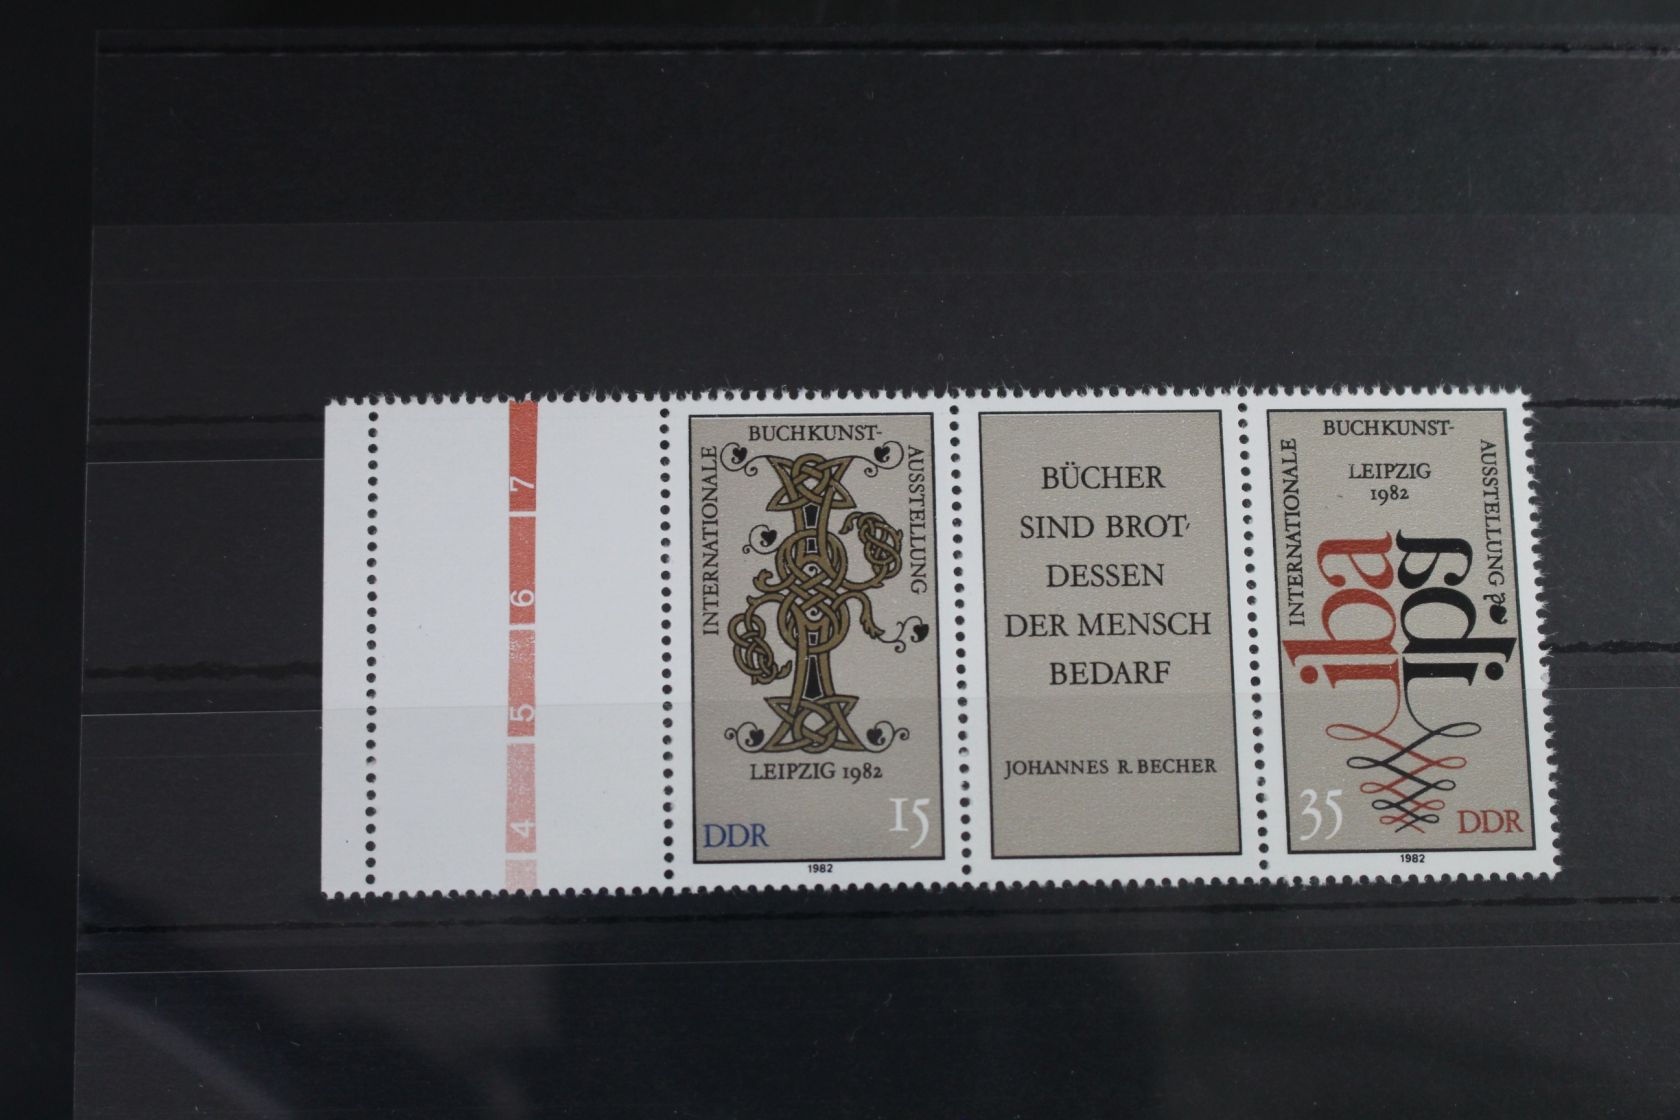 7
6
5
4
BUCHKUNST-
INTERNATIONALE
AUSSTELLUNG
LEIPZIG 1982
DDR
15
1982
BÜCHER
SIND BROT,
DESSEN
DER MENSCH
BEDARF
JOHANNES R. BECHER
BUCHKUNST-
INTERNATIONALE
AUSSTELLUNG
LEIPZIG
1982
iba
jpg
35
DDR
1982